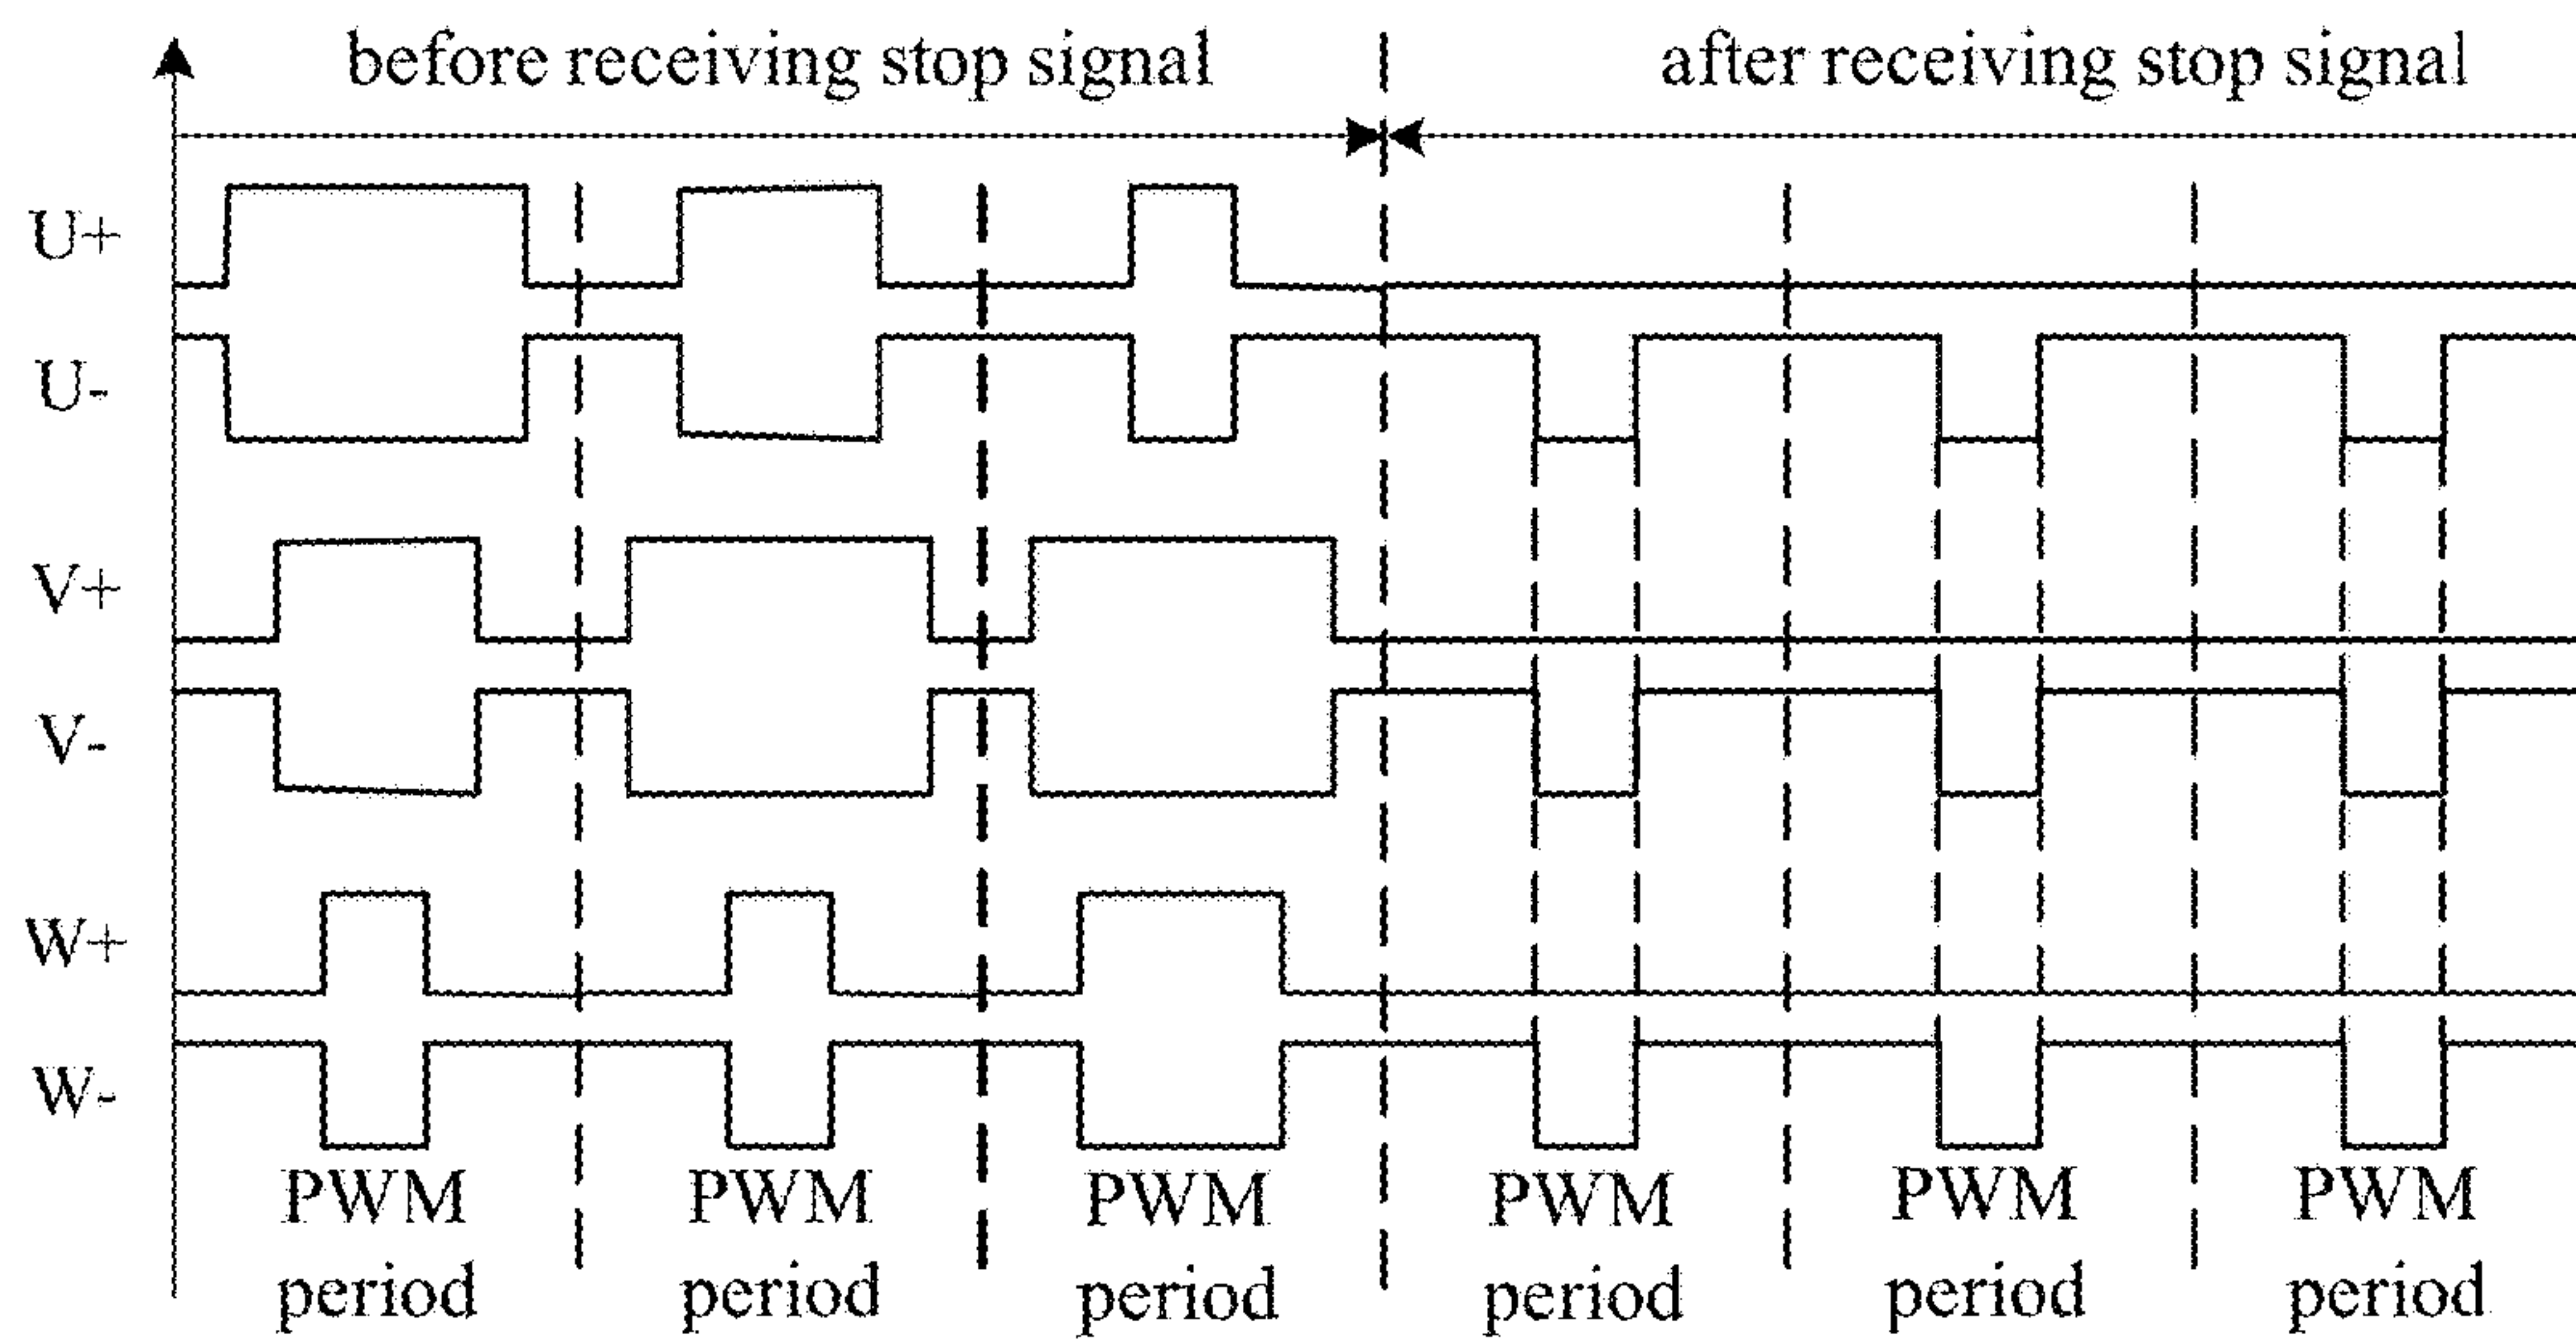 before receiving stop signal
after receiving stop signal
U+
U-
V+
V-
W+
W-
PWM period
PWM period
PWM period
PWM period
PWM period
PWM period